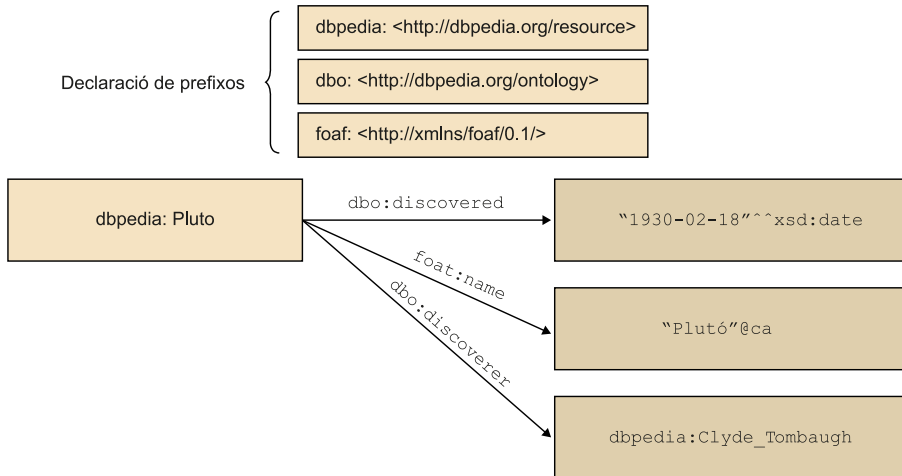 dbpedia: <http://dbpedia.org/resource>
Declaració de prefixos
dbo: <http://dbpedia.org/ontology>
foaf: <http://xmlns/foaf/0.1/>
dbpedia: Pluto
dbo:discovered
"1930-02-18"ˆˆxsd:date
foat:name
"Plutó"@ca
dbo:discoverer
dbpedia:Clyde_Tombaugh